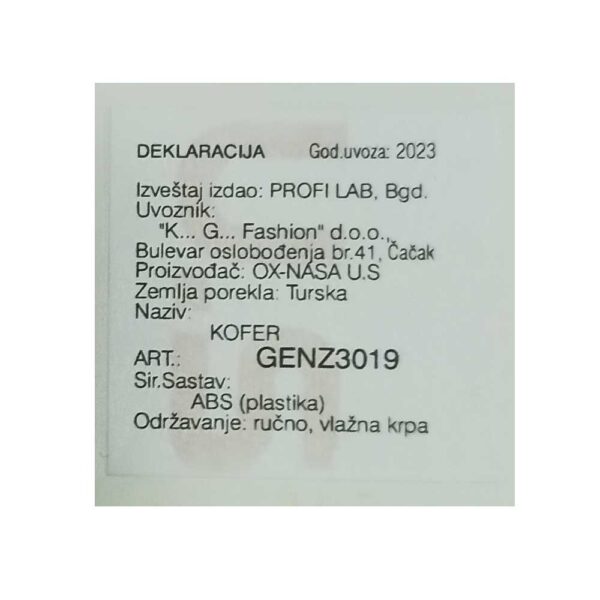 DEKLARACIJA God.uvoza: 2023
Izveštaj izdao: PROFI LAB, Bgd.
Uvoznik:
"K... G... Fashion" d.o.o.,
Bulevar oslobođenja br.41, Čačak
Proizvođač: OX-NASA U.S
Zemlja porekla: Turska
Naziv:
KOFER
ART.: GENZ3019
Sir.Sastav:
ABS (plastika)
Održavanje: ručno, vlažna krpa